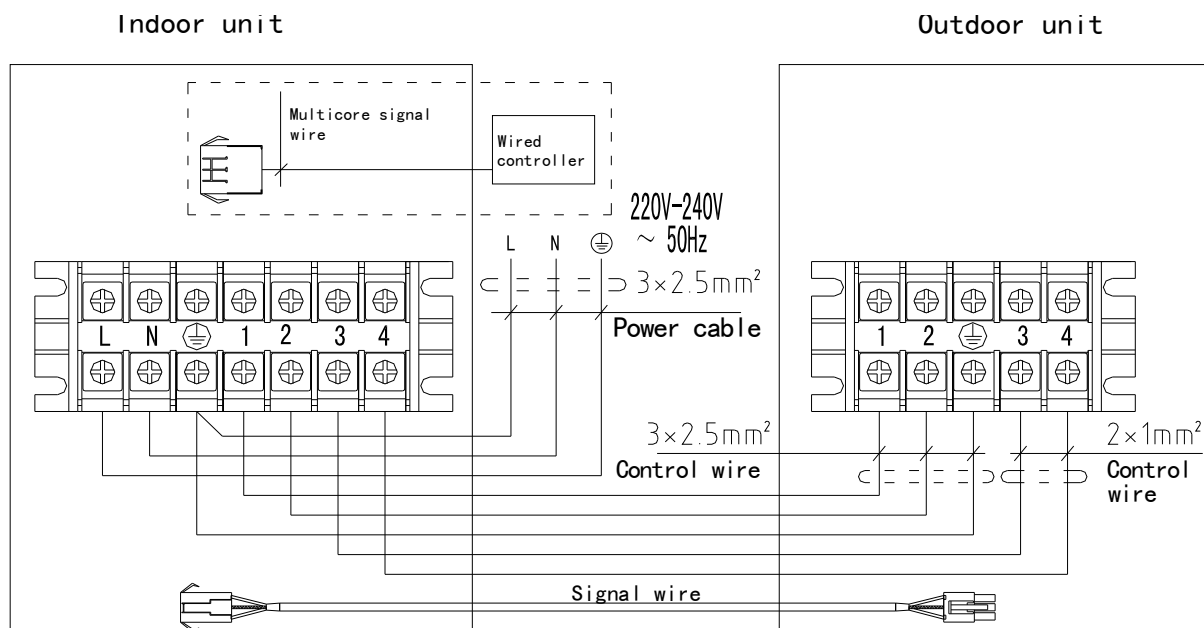 Indoor unit
Outdoor unit
Multicore signal
wire
Wired
controller
220V-240V
~ 50Hz
L N
3×2.5mm²
Power cable
L N 1 2 3 4
1 2 3 4
3×2.5mm²
Control wire
2×1mm²
Control
wire
Signal wire